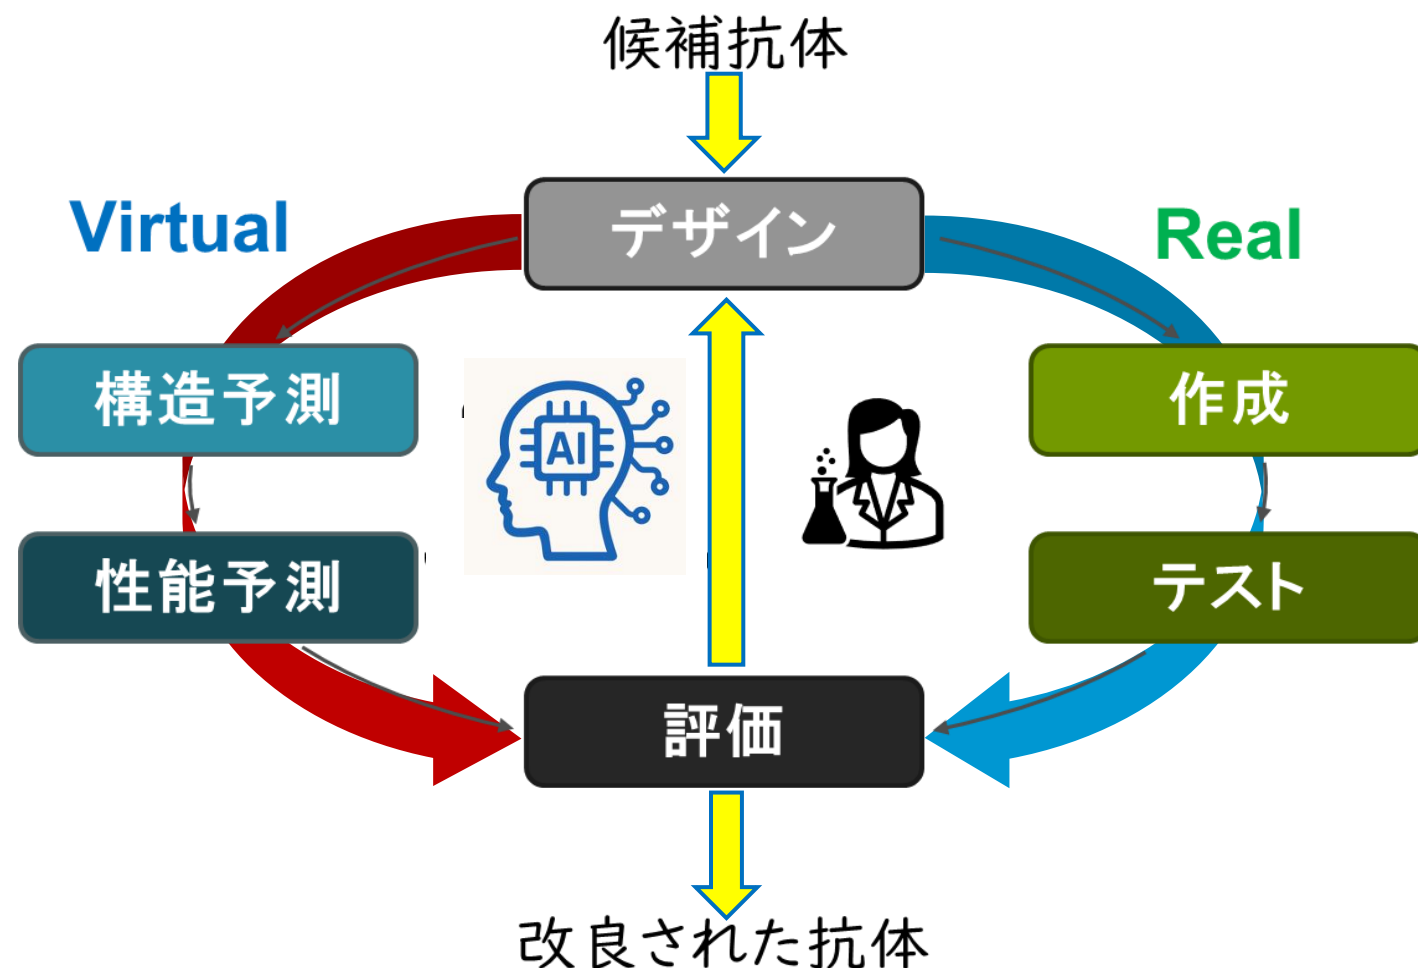 候補抗体
Virtual
デザイン
Real
構造予測
AI
作成
性能予測
テスト
評価
改良された抗体